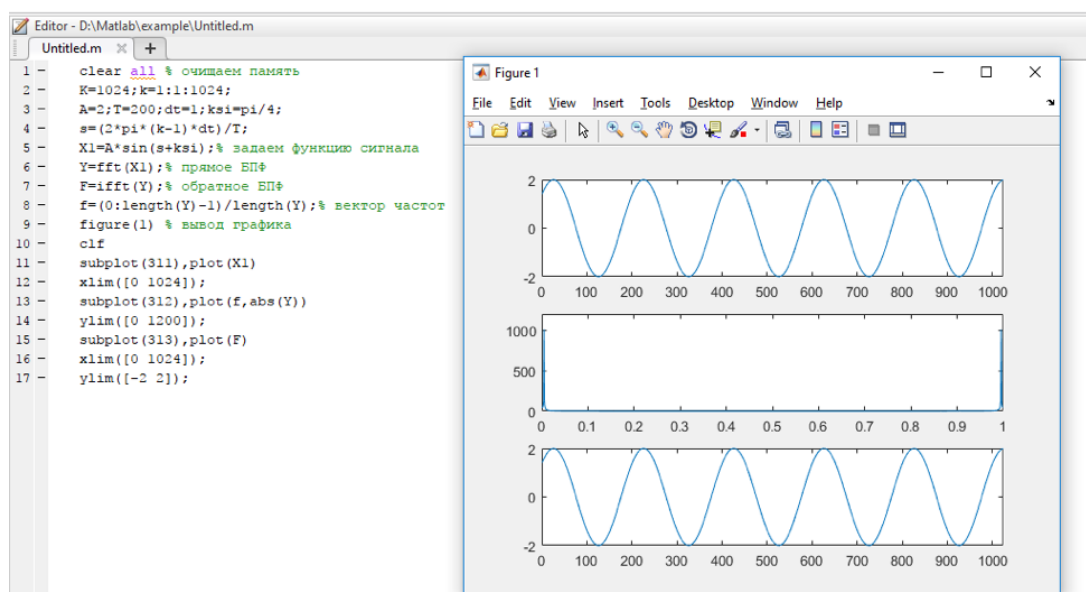 Editor - D:\Matlab\example\Untitled.m
Untitled.m × +
1 - clear all % очищаем память
2 - K=1024;k=1:1:1024;
3 - A=2;T=200;dt=1;ksi=pi/4;
4 - s=(2*pi*(k-1)*dt)/T;
5 - X1=A*sin(s+ksi);% задаем функцию сигнала
6 - Y=fft(X1);% прямое БПФ
7 - F=ifft(Y);% обратное БПФ
8 - f=(0:length(Y)-1)/length(Y);% вектор частот
9 - figure(1) % вывод графика
10 - clf
11 - subplot(311),plot(X1)
12 - xlim([0 1024]);
13 - subplot(312),plot(f,abs(Y))
14 - ylim([0 1200]);
15 - subplot(313),plot(F)
16 - xlim([0 1024]);
17 - ylim([-2 2]);
Figure 1
File Edit View Insert Tools Desktop Window Help
2
0
-2
0 100 200 300 400 500 600 700 800 900 1000
1000
500
0
0 0.1 0.2 0.3 0.4 0.5 0.6 0.7 0.8 0.9 1
2
0
-2
0 100 200 300 400 500 600 700 800 900 1000